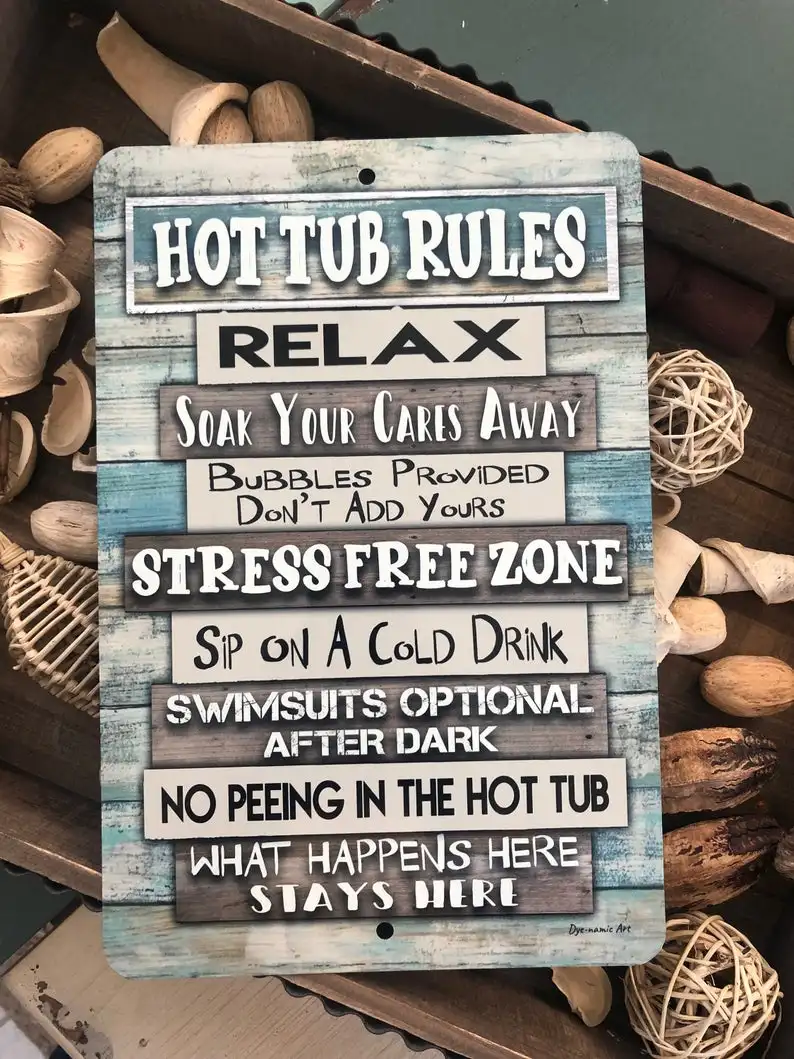 HOT TUB RULES
RELAX
SOAK YOUR CARES AWAY
BUBBLES PROViDED
DON'T ADD YOURS
STRESS FREE ZONE
SiP ON A COLD DRiNK
SWIMSUITS OPTIONAL
AFTER DARK
NO PEEING IN THE HOT TUB
WHAT HAPPENS HERE
STAYS HERE
Dye-namic Art